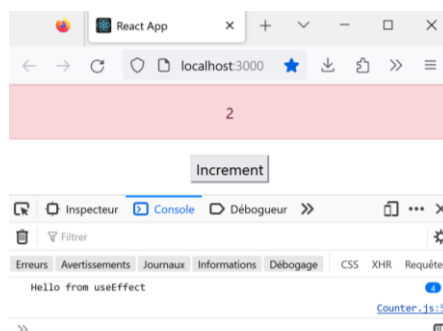 React App
localhost:3000
2
Increment
Inspecteur Console Débogueur
Filtrer
Erreurs Avertissements Journaux Informations Débogage CSS XHR Requête
Hello from useEffect 4
Counter.js: